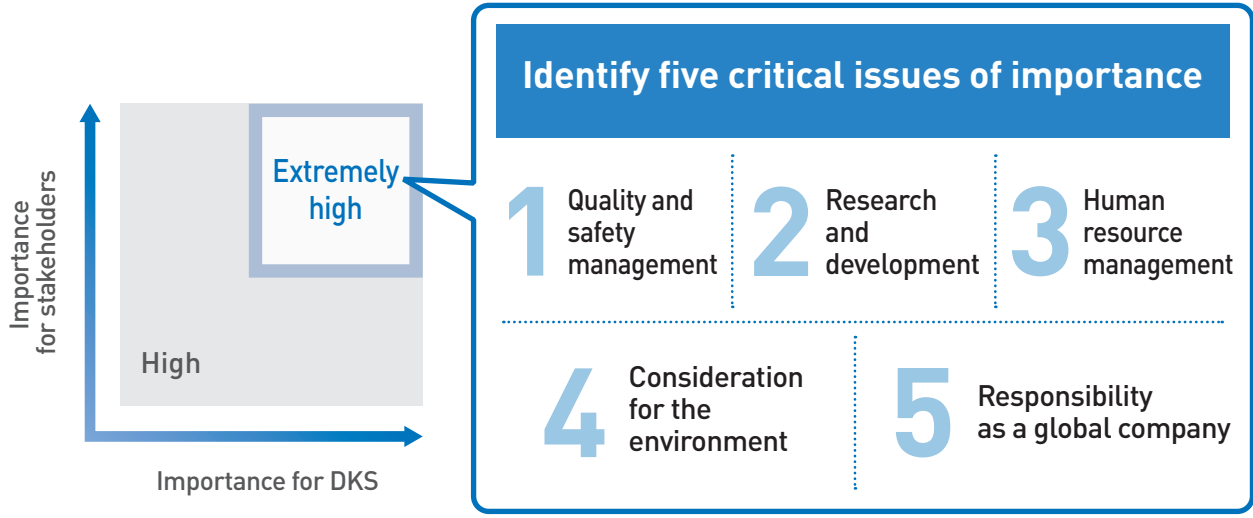 Importance
for stakeholders
Extremely
high
High
Importance for DKS
Identify five critical issues of importance
1
Quality and
safety
management
2
Research
and
development
3
Human
resource
management
4
Consideration
for the
environment
5
Responsibility
as a global company